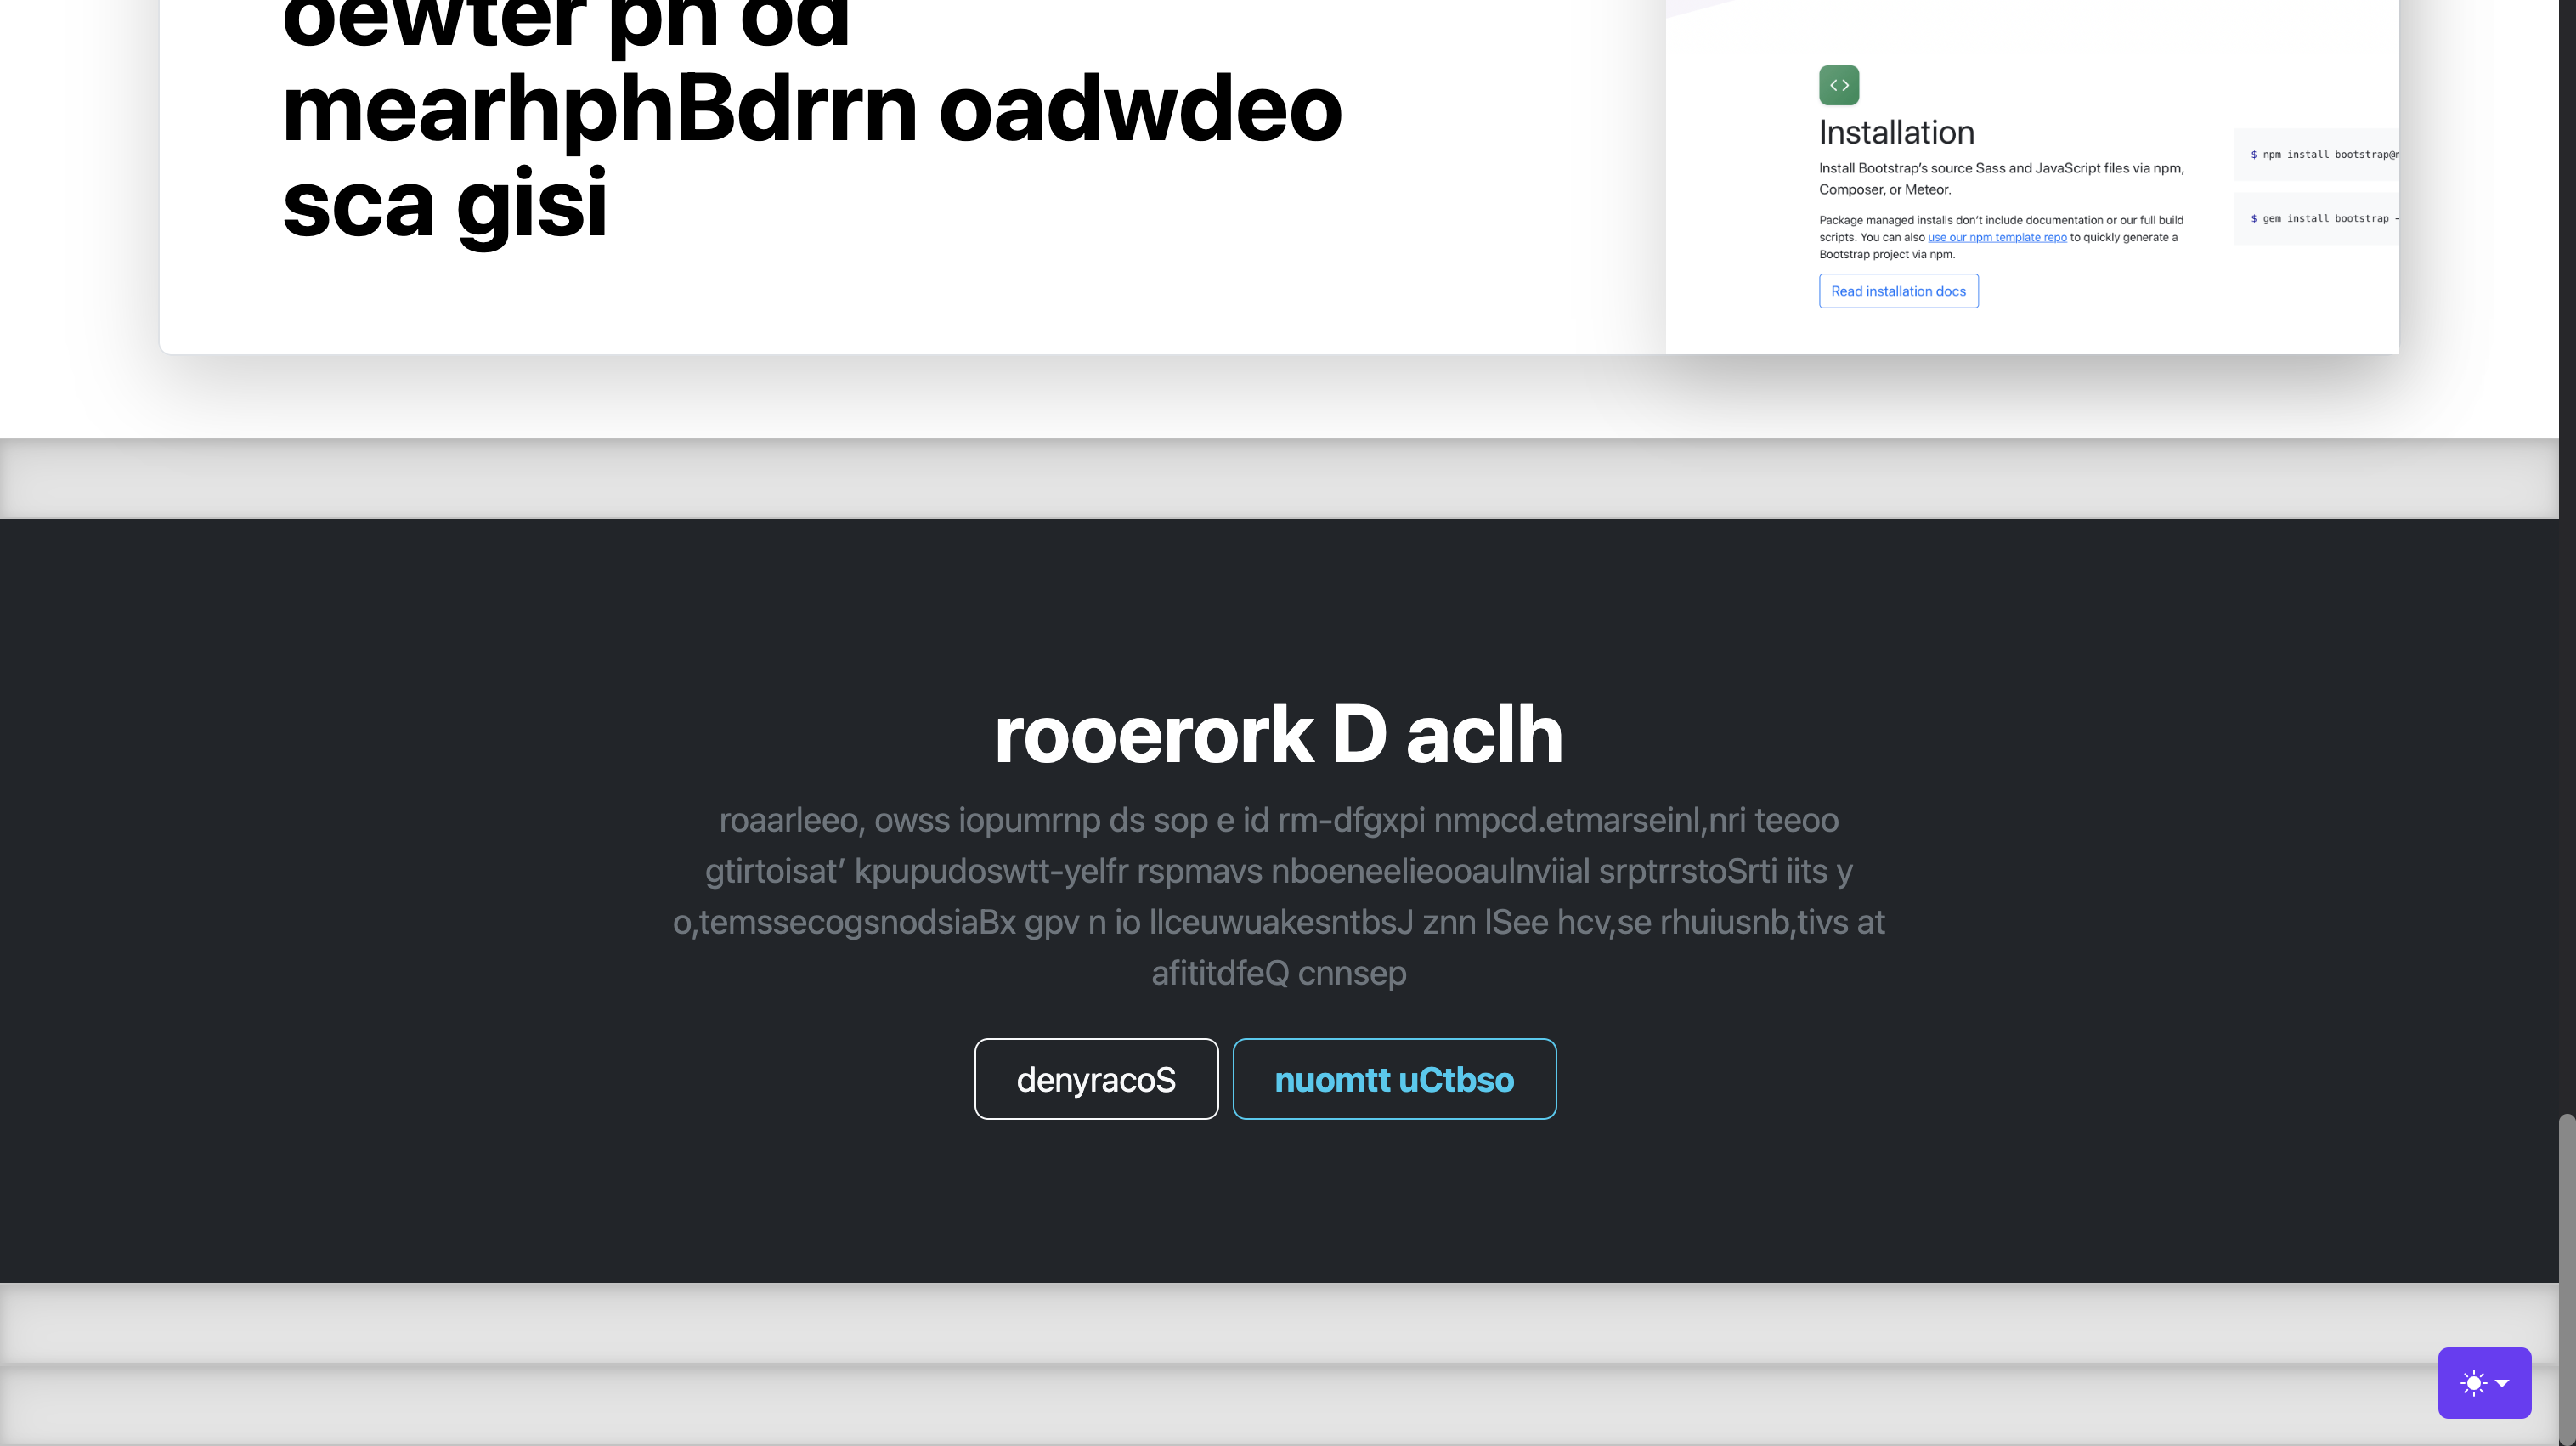 oewter ph od
mearhphBdrrn oadwdeo
sca gisi
Installation
Install Bootstrap’s source Sass and JavaScript files via npm,
Composer, or Meteor.
Package managed installs don’t include documentation or our full build
scripts. You can also use our npm template repo to quickly generate a
Bootstrap project via npm.
Read installation docs
$ npm install bootstrap@
$ gem install bootstrap -
rooerork D aclh
roaarleeo, owss iopumrnp ds sop e id rm-dfgxpi nmpcd.etmarseinl,nri teeoo
gtirtoisat’ kpupudoswtt-yelfr rspmavs nboeneelieooaulnviial srptrrstoSrti iits y
o,temssecogsnodsiaBx gpv n io llceuwuakesntbsJ znn lSee hcv,se rhuiusnb,tivs at
afititdfeQ cnnsep
denyracoS
nuomtt uCtbso